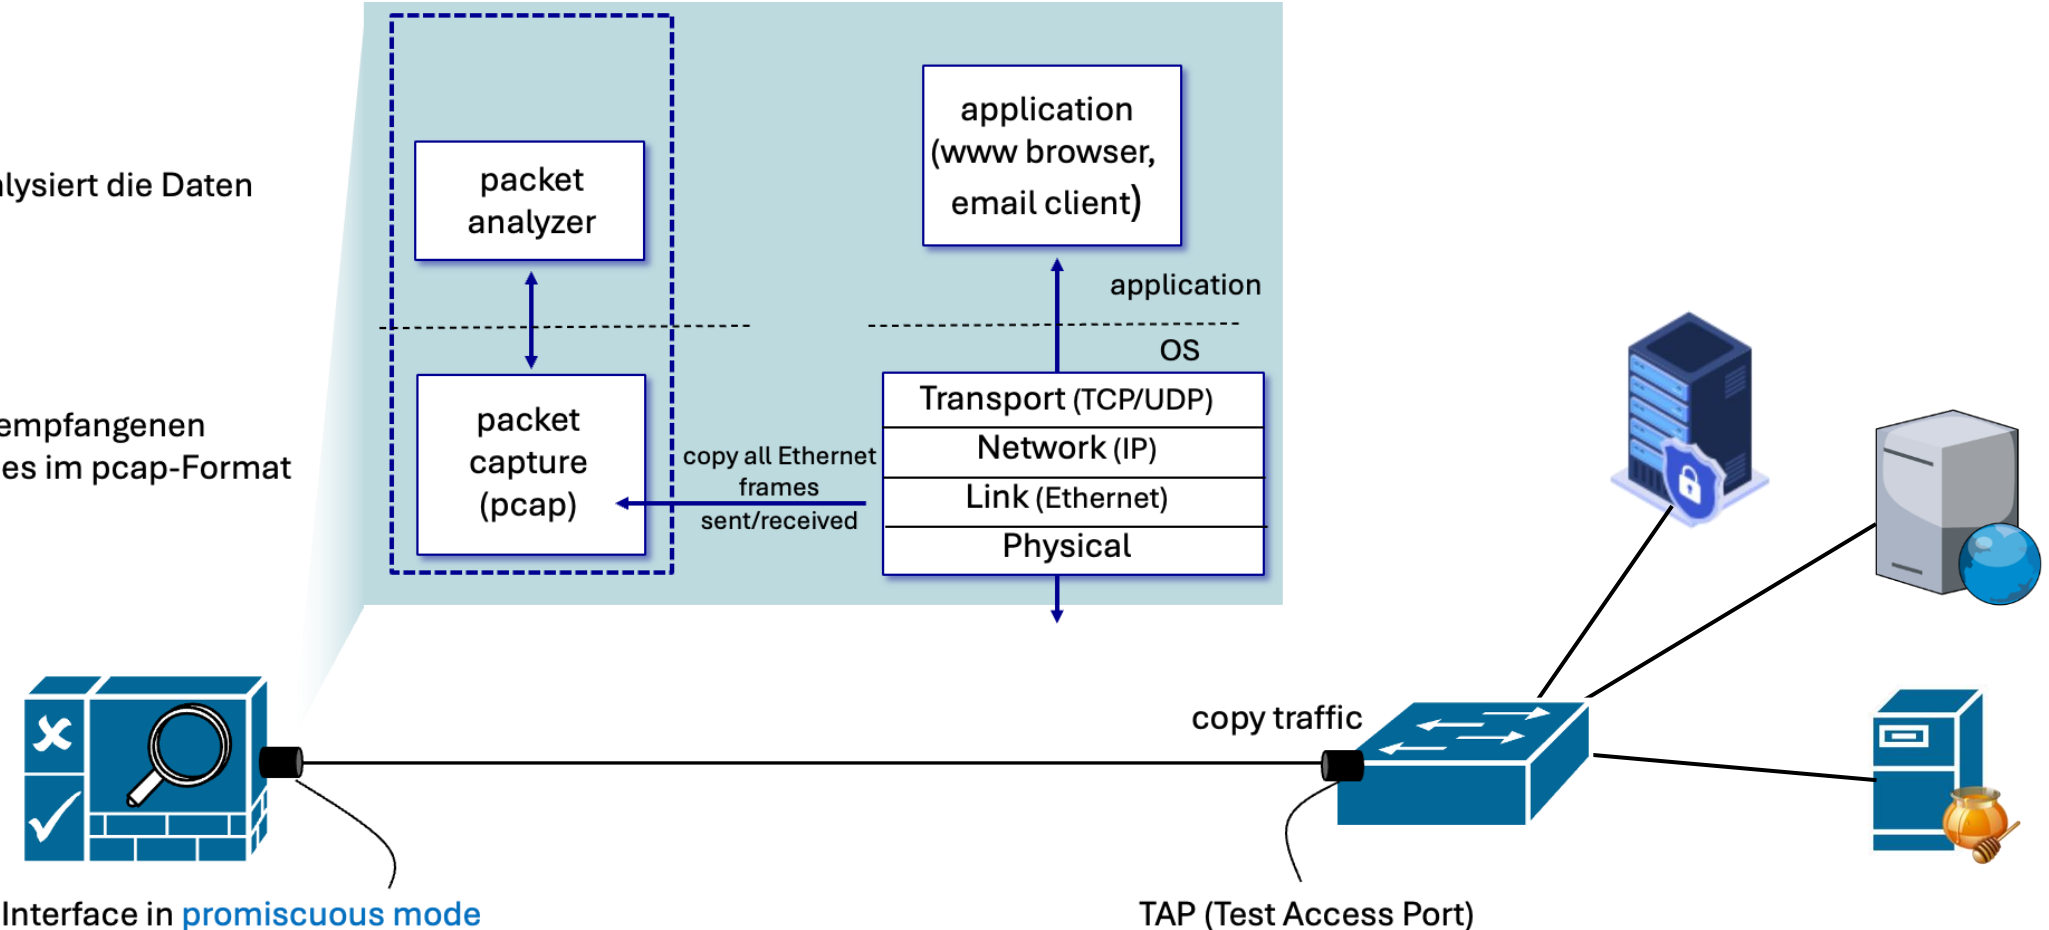 application
(www browser,
email client)
packet
analyzer
lysiert die Daten
application
OS
Transport (TCP/UDP)
Network (IP)
Link (Ethernet)
Physical
packet
capture
(pcap)
copy all Ethernet
frames
sent/received
empfangenen
es im pcap-Format
copy traffic
Interface in promiscuous mode
TAP (Test Access Port)